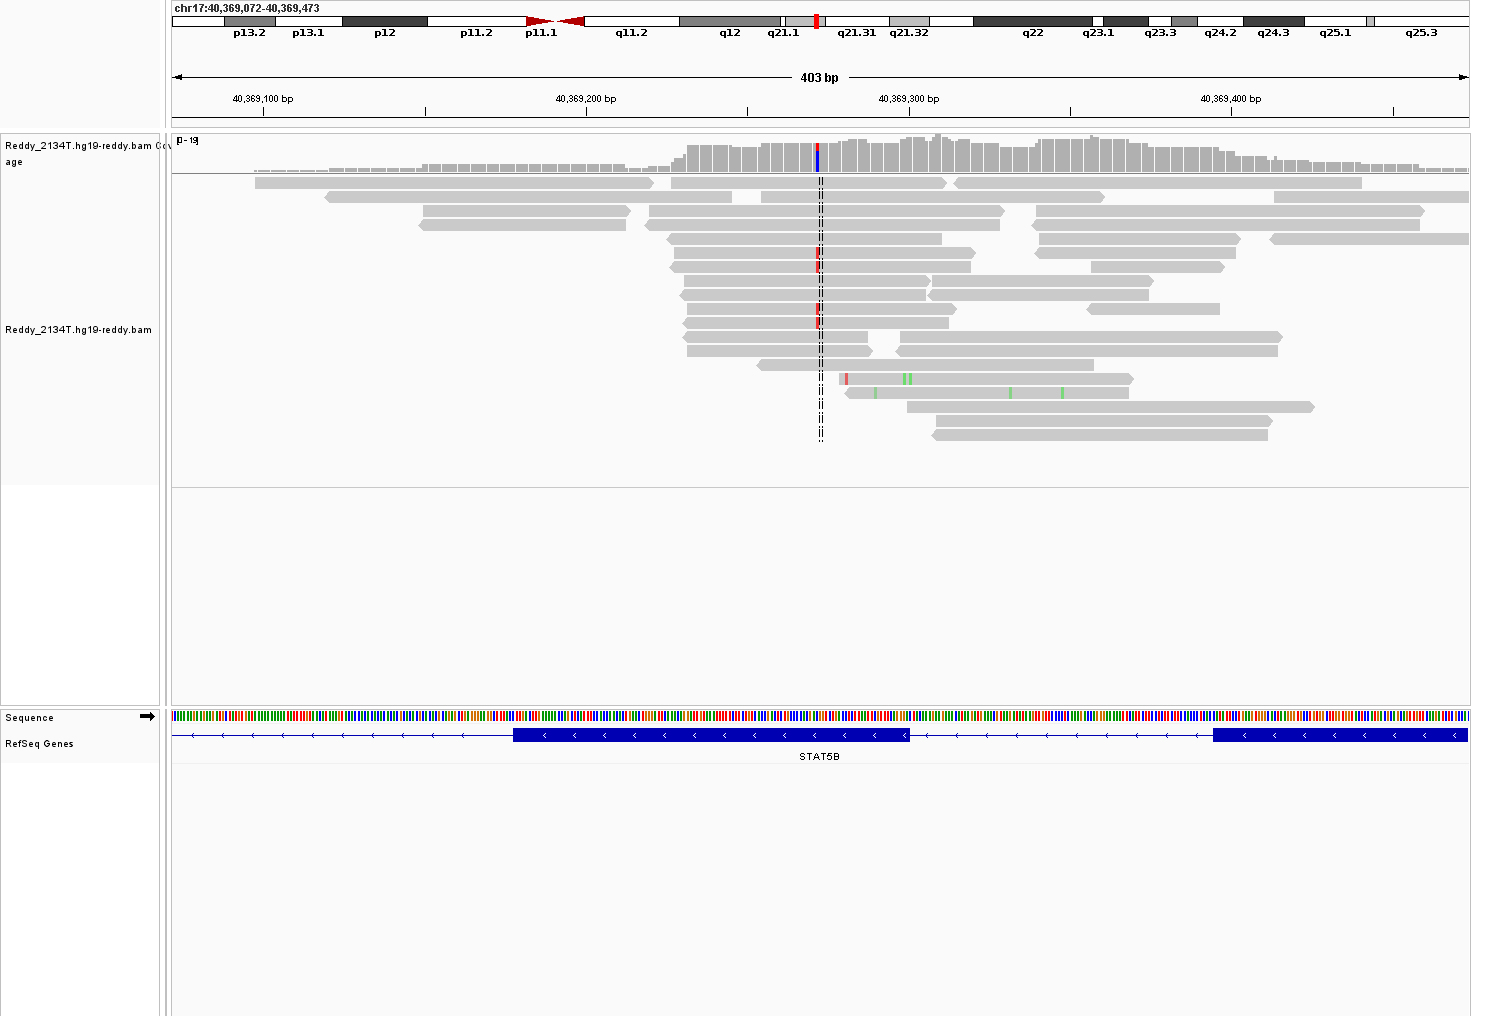 chr17:40,369,072-40,369,473
p13.2 p13.1 p12 p11.2 p11.1 q11.2 q12 q21.1 q21.31 q21.32 q22 q23.1 q23.3 q24.2 q24.3 q25.1 q25.3
403 bp
40,369,100 bp 40,369,200 bp 40,369,300 bp 40,369,400 bp
Reddy_2134T.hg19-reddy.bam Cov
age
[0 - 19]
Reddy_2134T.hg19-reddy.bam
Sequence
RefSeq Genes
STAT5B